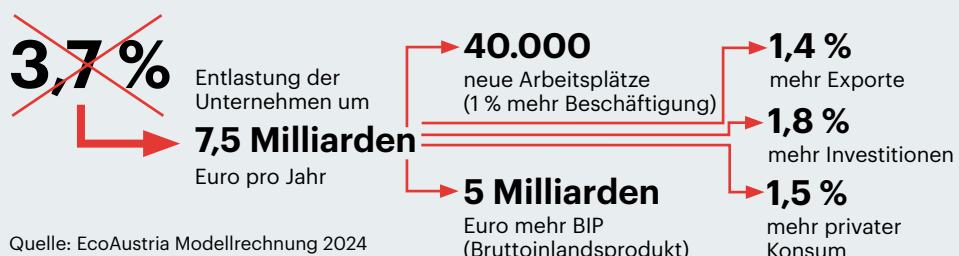 3,7 %
Entlastung der
Unternehmen um
7,5 Milliarden
Euro pro Jahr
40.000
neue Arbeitsplätze
(1 % mehr Beschäftigung)
5 Milliarden
Euro mehr BIP
(Bruttoinlandsprodukt)
1,4 %
mehr Exporte
1,8 %
mehr Investitionen
1,5 %
mehr privater
Konsum
Quelle: EcoAustria Modellrechnung 2024